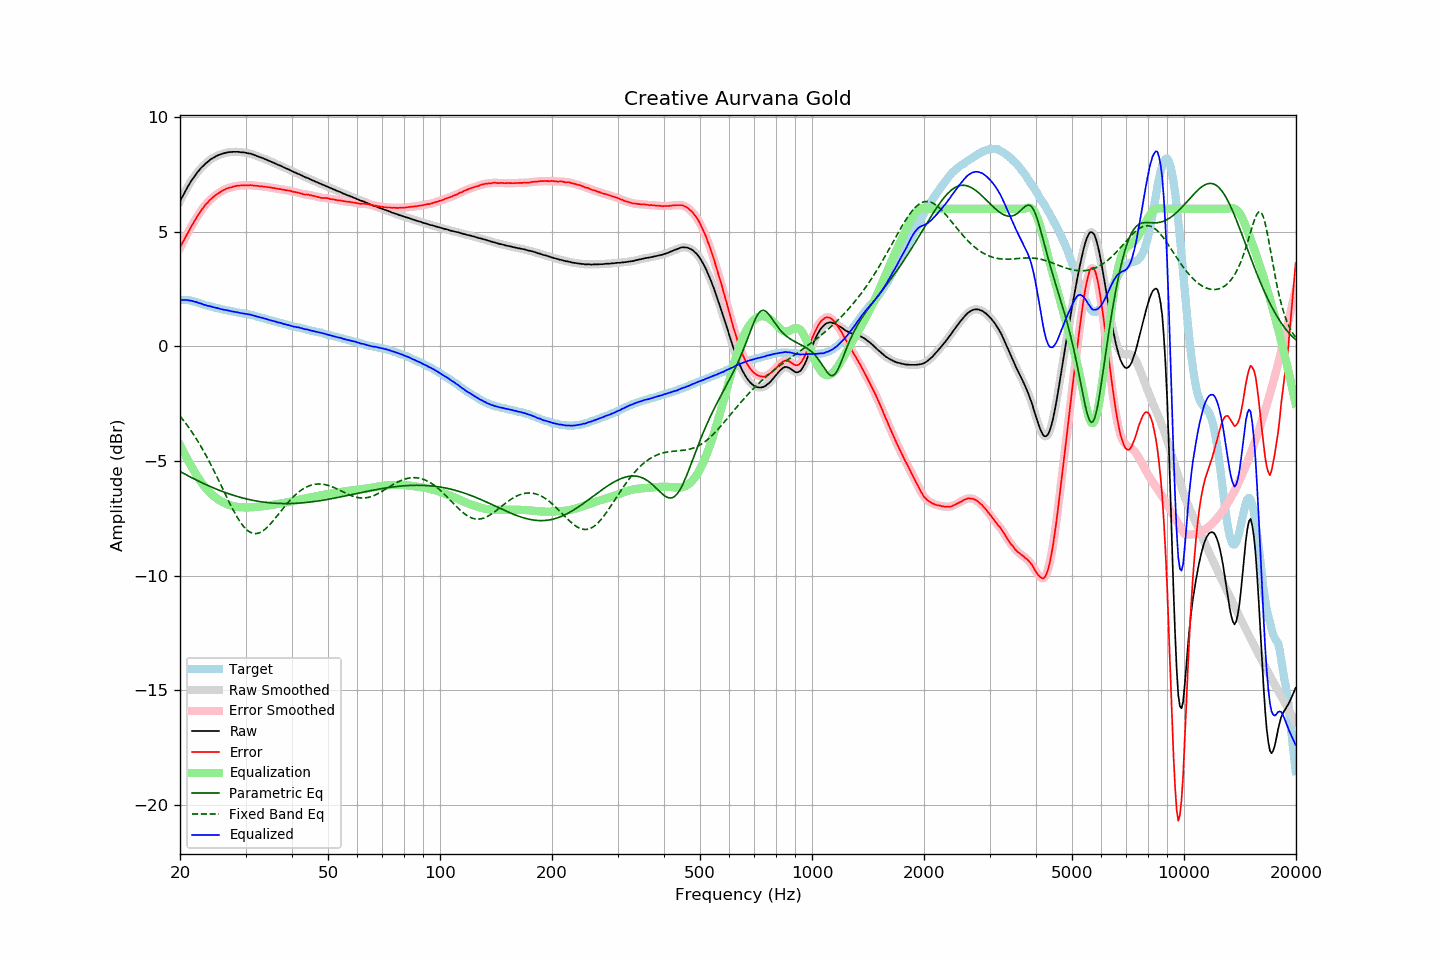 Creative Aurvana Gold
10
5
0
−5
−10
−15
−20
Amplitude (dBr)
Target
Raw Smoothed
Error Smoothed
Raw
Error
Equalization
Parametric Eq
Fixed Band Eq
Equalized
20 50 100 200 500 1000 2000 5000 10000 20000
Frequency (Hz)